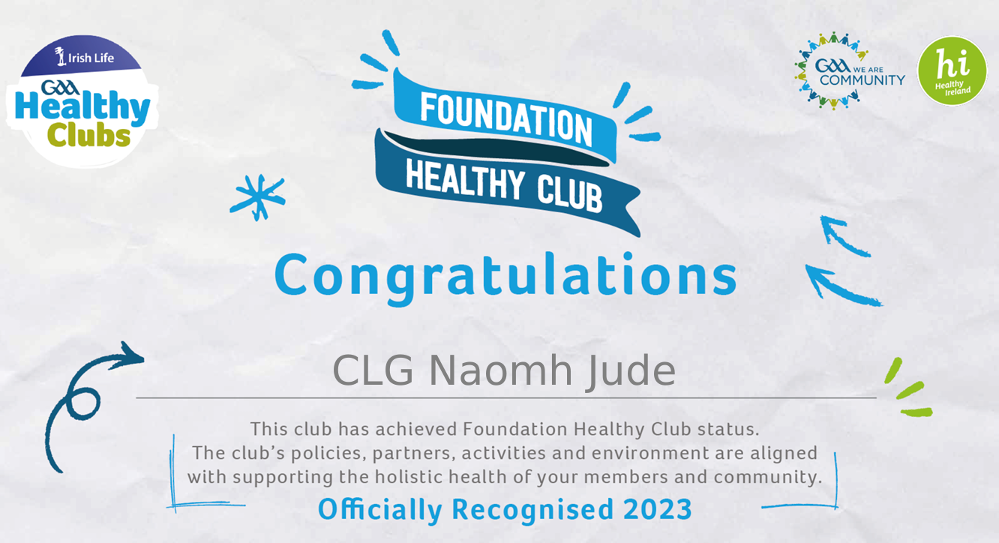 Irish Life
GAA
Healthy
Clubs
FOUNDATION
HEALTHY CLUB
GAA WE ARE
COMMUNITY
hi
Healthy
Ireland
Congratulations
CLG Naomh Jude
This club has achieved Foundation Healthy Club status.
The club’s policies, partners, activities and environment are aligned
with supporting the holistic health of your members and community.
Officially Recognised 2023